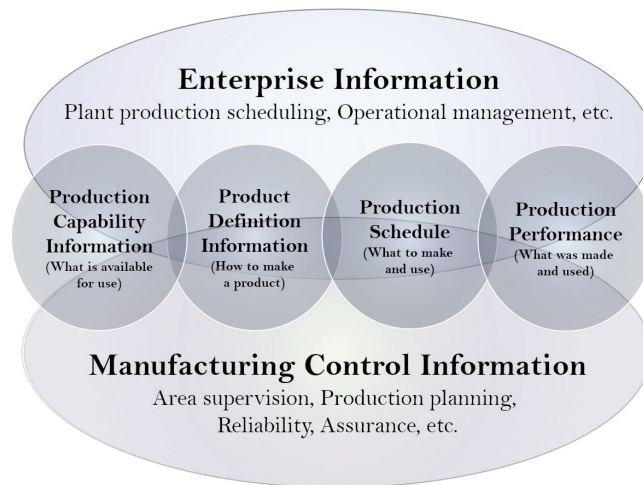 Enterprise Information
Plant production scheduling, Operational management, etc.
Production
Capability
Information
(What is available
for use)
Product
Definition
Information
(How to make
a product)
Production
Schedule
(What to make
and use)
Production
Performance
(What was made
and used)
Manufacturing Control Information
Area supervision, Production planning,
Reliability, Assurance, etc.